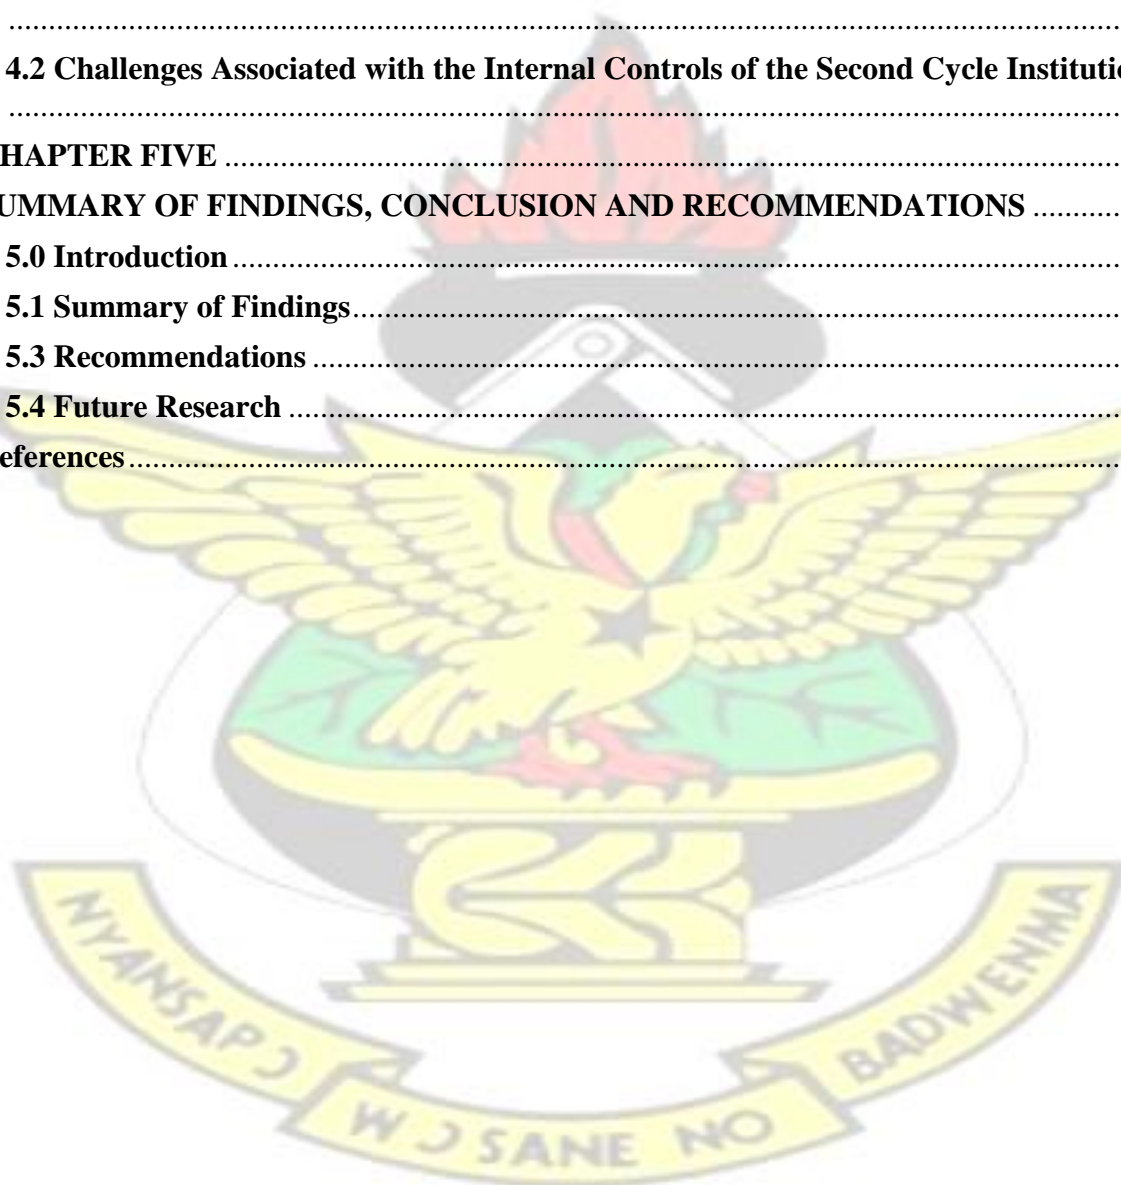 ................................................................................................................................
4.2 Challenges Associated with the Internal Controls of the Second Cycle Institutio
................................................................................................................................
HAPTER FIVE ................................................................................................................
UMMARY OF FINDINGS, CONCLUSION AND RECOMMENDATIONS ...........
5.0 Introduction ................................................................................................................
5.1 Summary of Findings................................................................................................
5.3 Recommendations ......................................................................................................
5.4 Future Research .........................................................................................................
eferences............................................................................................................................
NYANSAPƆ WƆSANE NO BADWENMA